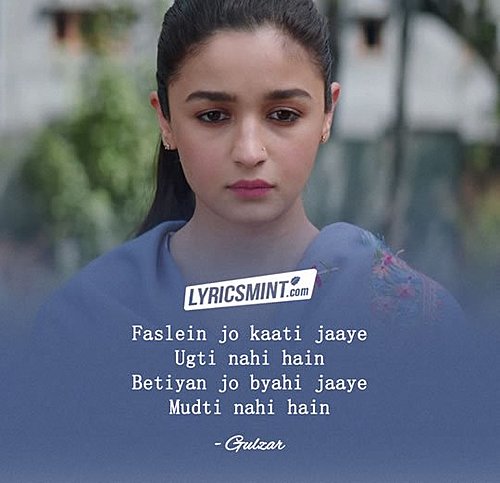 LYRICSMINT.com
Faslein jo kaati jaaye
Ugti nahi hain
Betiyan jo byahi jaaye
Mudti nahi hain
- Gulzar